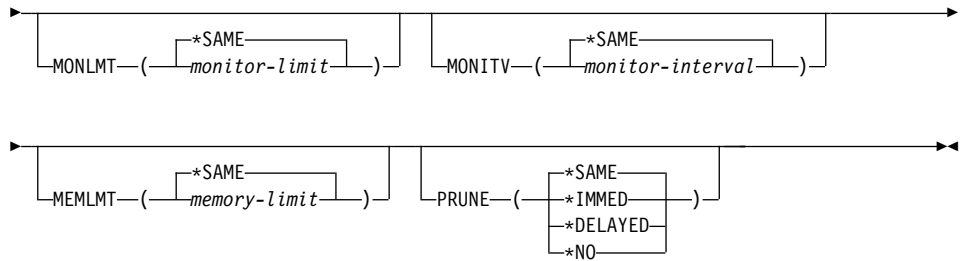 *SAME *SAME
MONLMT ( monitor-limit ) MONITV ( monitor-interval )
*SAME *SAME
MEMLMT ( memory-limit ) PRUNE ( *IMMED )
*DELAYED
*NO